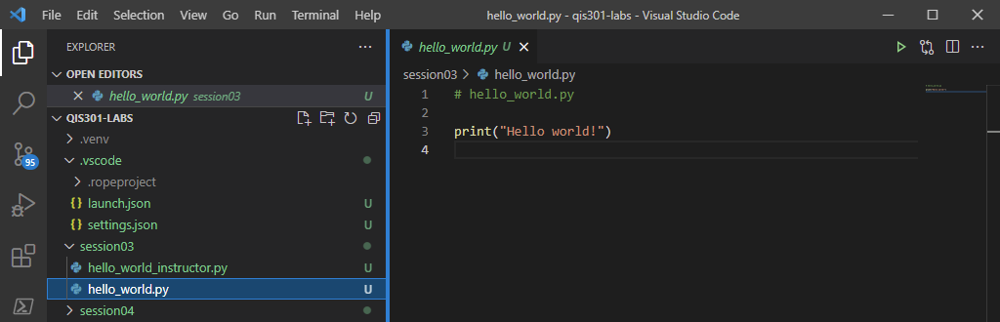 File Edit Selection View Go Run Terminal Help hello_world.py - qis301-labs - Visual Studio Code
EXPLORER
OPEN EDITORS
hello_world.py session03 U
QIS301-LABS
.venv
.vscode
.ropeproject
{} launch.json U
{} settings.json U
session03
hello_world_instructor.py U
hello_world.py U
session04
95
hello_world.py U
session03 > hello_world.py
1 # hello_world.py
2
3 print("Hello world!")
4